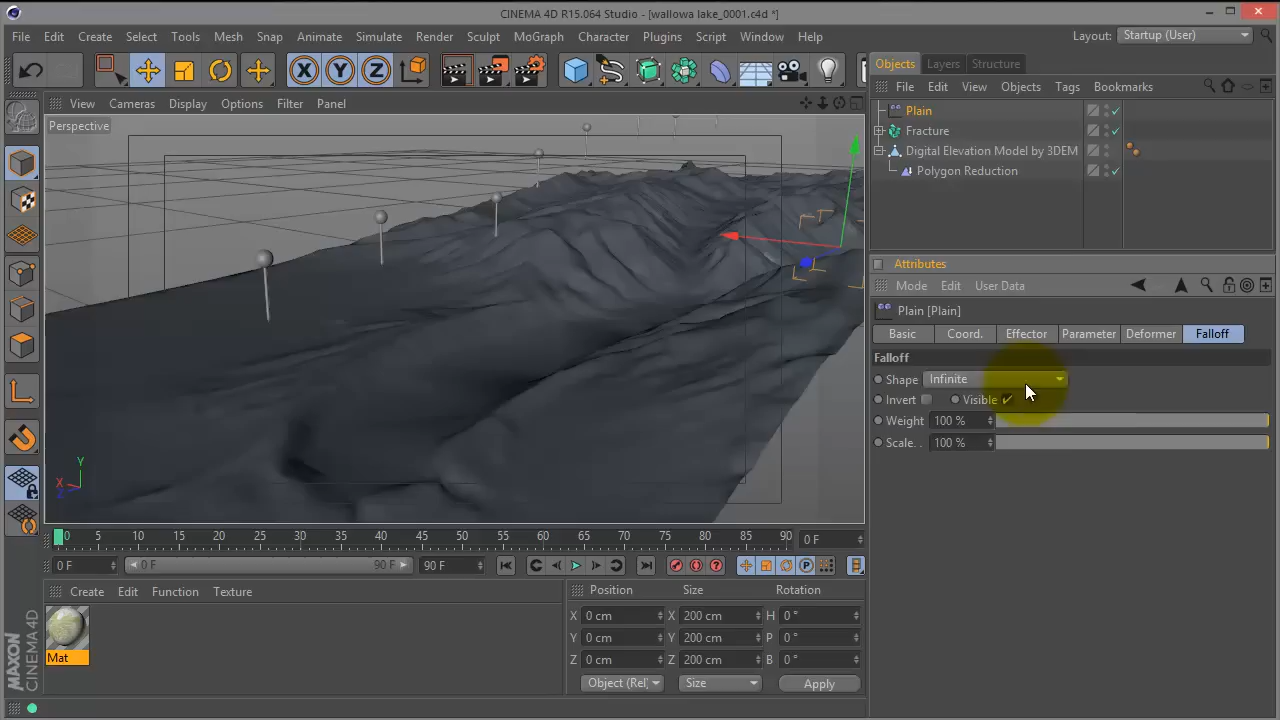 CINEMA 4D R15.064 Studio - [wallowa lake_0001.c4d *]
File Edit Create Select Tools Mesh Snap Animate Simulate Render Sculpt MoGraph Character Plugins Script Window Help
Layout: Startup (User)
X Y Z
Objects Layers Structure
File Edit View Objects Tags Bookmarks
View Cameras Display Options Filter Panel
Perspective
Plain
Fracture
Digital Elevation Model by 3DEM
Polygon Reduction
Attributes
Mode Edit User Data
Plain [Plain]
Basic Coord. Effector Parameter Deformer Falloff
Falloff
Shape Infinite
Invert Visible
Weight 100 %
Scale. . 100 %
Y
X
Z
0 5 10 15 20 25 30 35 40 45 50 55 60 65 70 75 80 85 90 0 F
0 F 0 F 90 F 90 F
P
Create Edit Function Texture
Mat
Position Size Rotation
X 0 cm X 200 cm H 0 °
Y 0 cm Y 200 cm P 0 °
Z 0 cm Z 200 cm B 0 °
Object (Rel) Size Apply
MAXON
CINEMA 4D